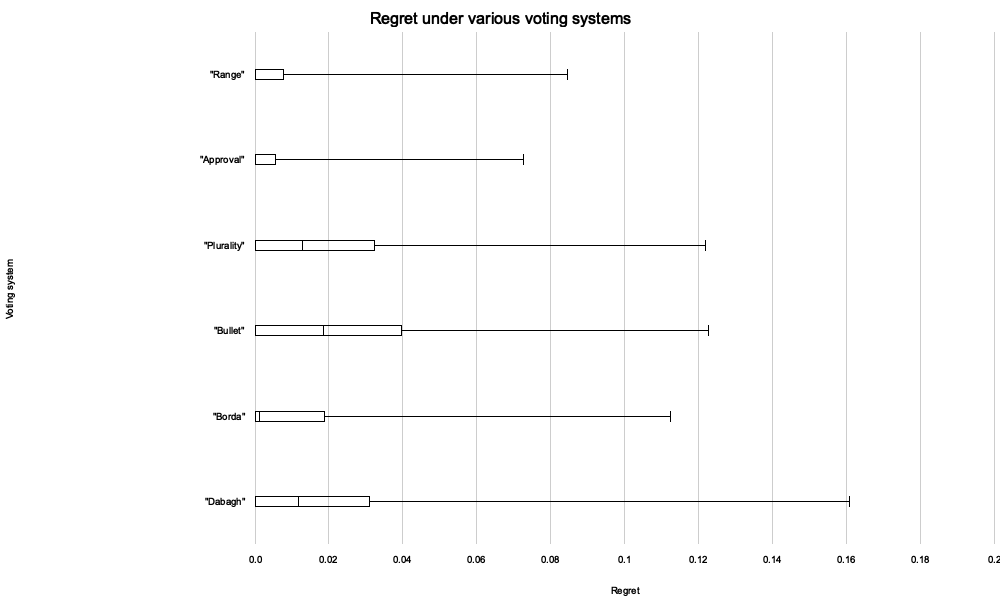 Regret under various voting systems
"Range"
"Approval"
"Plurality"
Voting system
"Bullet"
"Borda"
"Dabagh"
0.0 0.02 0.04 0.06 0.08 0.1 0.12 0.14 0.16 0.18 0.2
Regret